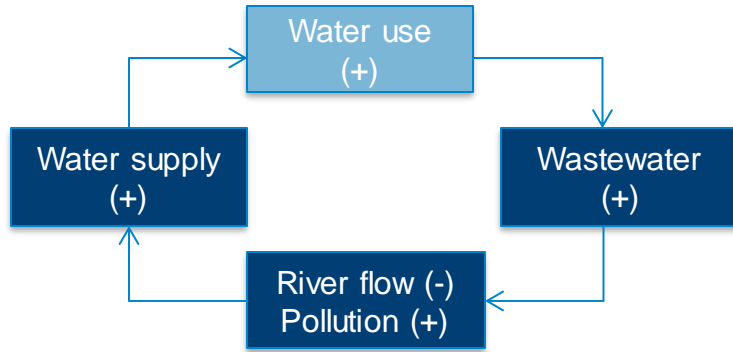 Water use
(+)
Water supply
(+)
Wastewater
(+)
River flow (-)
Pollution (+)